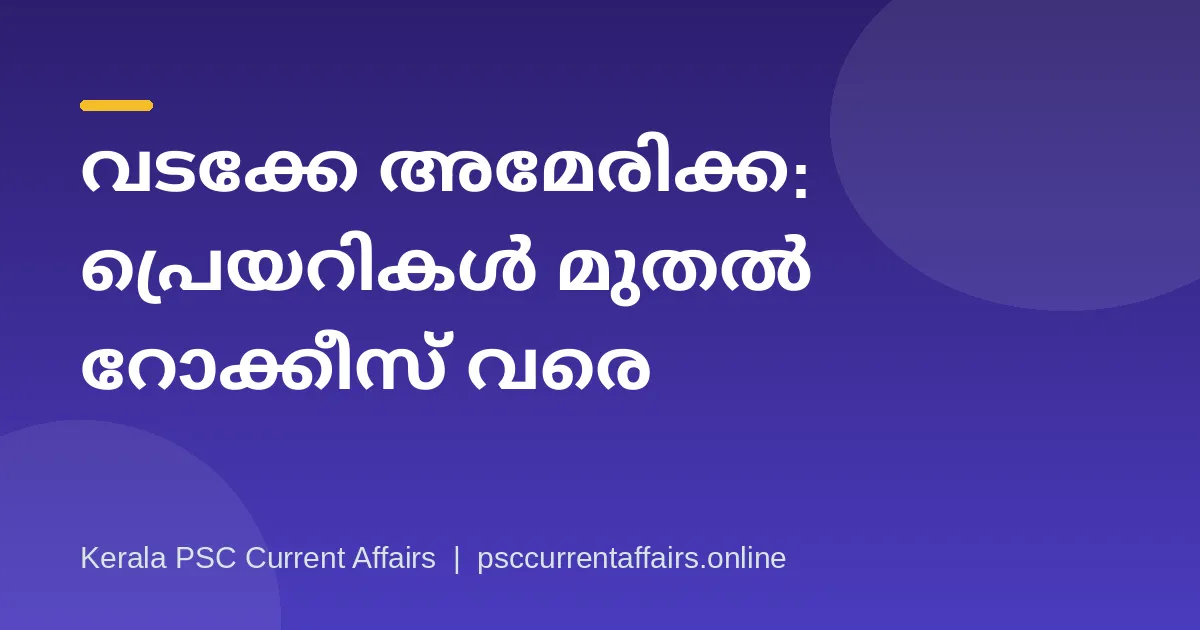 വടക്കേ അമേരിക്ക:
പ്രെയറികൾ മുതൽ
റോക്കീസ് വരെ
Kerala PSC Current Affairs | psccurrentaffairs.online